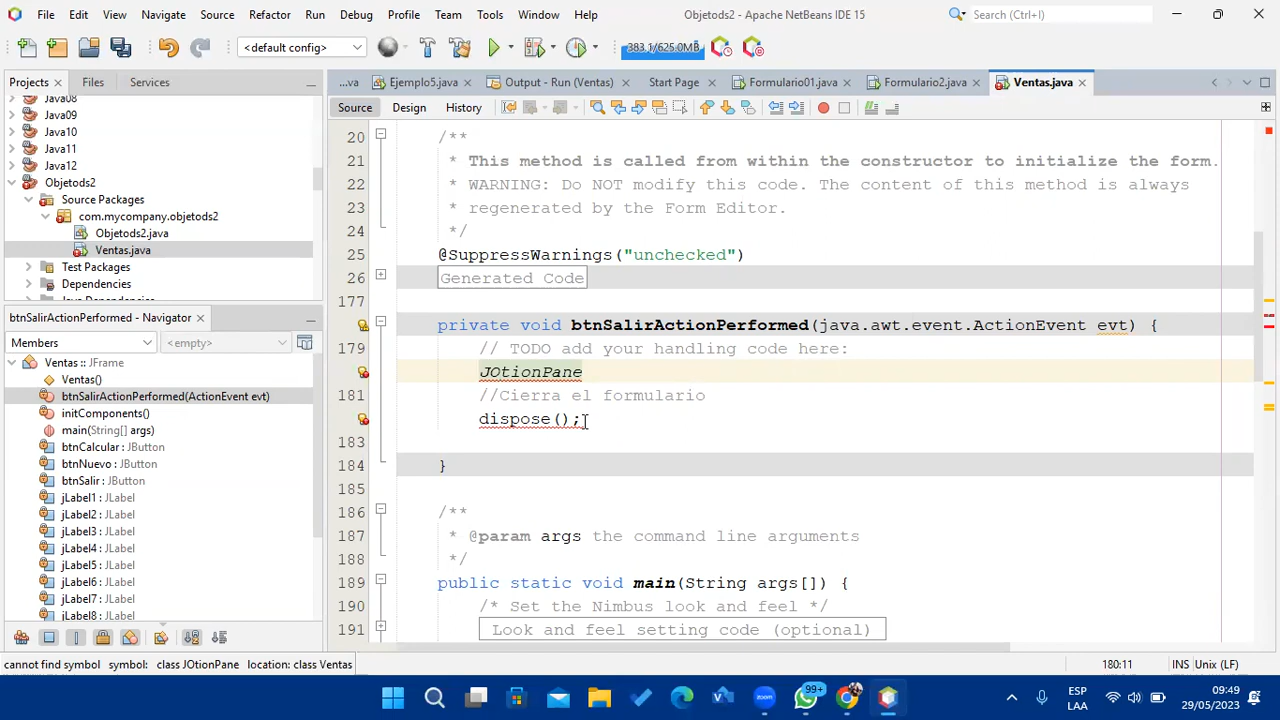 File Edit View Navigate Source Refactor Run Debug Profile Team Tools Window Help Objetods2 - Apache NetBeans IDE 15 Search (Ctrl+I)
<default config> 383.1/625.0MB
Projects Files Services ...va Ejemplo5.java Output - Run (Ventas) Start Page Formulario01.java Formulario2.java Ventas.java
Source Design History
Java08
Java09
Java10
Java11
Java12
Objetods2
Source Packages
com.mycompany.objetods2
Objetods2.java
Ventas.java
Test Packages
Dependencies
Java Dependencies
btnSalirActionPerformed - Navigator
Members <empty>
Ventas :: JFrame
Ventas()
btnSalirActionPerformed(ActionEvent evt)
initComponents()
main(String[] args)
btnCalcular : JButton
btnNuevo : JButton
btnSalir : JButton
jLabel1 : JLabel
jLabel2 : JLabel
jLabel3 : JLabel
jLabel4 : JLabel
jLabel5 : JLabel
jLabel6 : JLabel
jLabel7 : JLabel
jLabel8 : JLabel
20 /**
21 * This method is called from within the constructor to initialize the form.
22 * WARNING: Do NOT modify this code. The content of this method is always
23 * regenerated by the Form Editor.
24 */
25 @SuppressWarnings("unchecked")
26 Generated Code
177
private void btnSalirActionPerformed(java.awt.event.ActionEvent evt) {
179 // TODO add your handling code here:
JOtionPane
181 //Cierra el formulario
dispose();
183
184 }
185
186 /**
187 * @param args the command line arguments
188 */
189 public static void main(String args[]) {
190 /* Set the Nimbus look and feel */
191 Look and feel setting code (optional)
cannot find symbol symbol: class JOtionPane location: class Ventas 180:11 INS Unix (LF)
99+ ESP LAA 09:49 29/05/2023